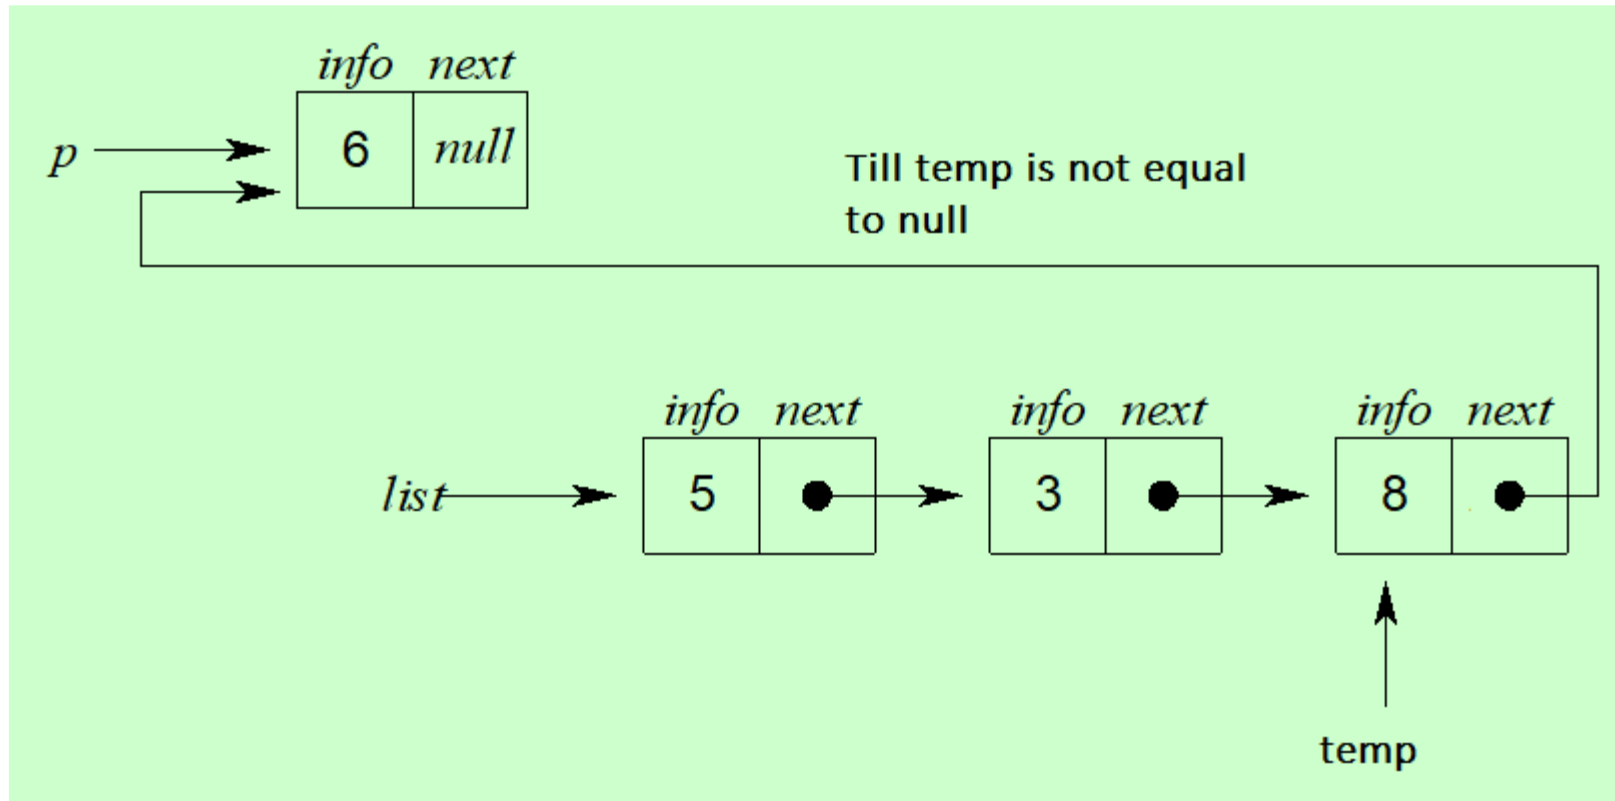 info next
p
6 null
Till temp is not equal
to null
info next info next info next
list 5 3 8
temp